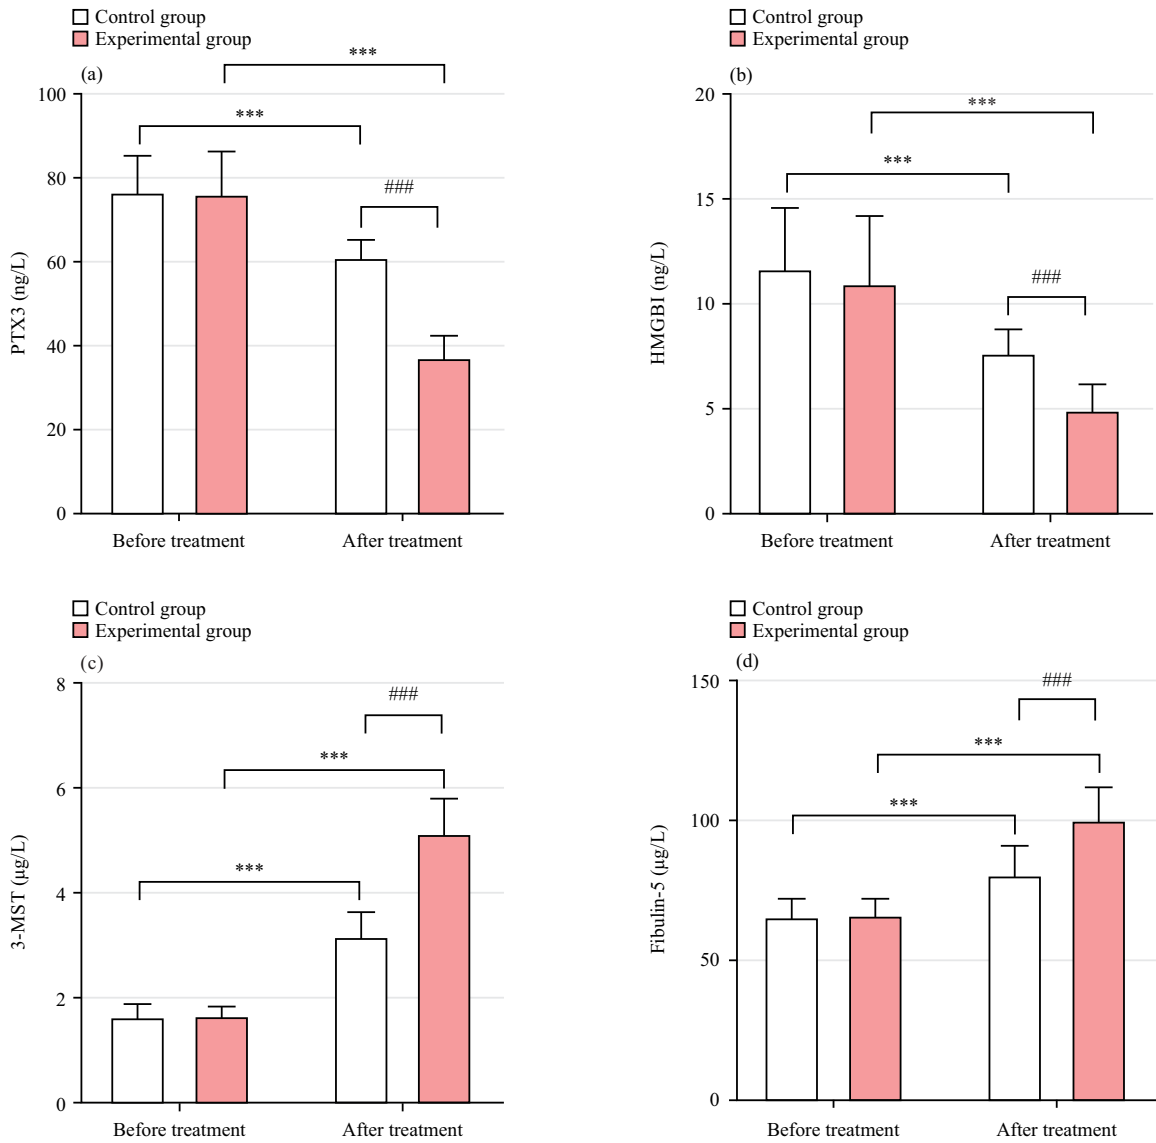 Control group
Experimental group
(a)
***
***
###
100
80
60
40
20
0
PTX3 (ng/L)
Before treatment
After treatment
Control group
Experimental group
(b)
***
***
###
20
15
10
5
0
HMGBI (ng/L)
Before treatment
After treatment
Control group
Experimental group
(c)
###
***
***
8
6
4
2
0
3-MST (μg/L)
Before treatment
After treatment
Control group
Experimental group
(d)
###
***
***
150
100
50
0
Fibulin-5 (μg/L)
Before treatment
After treatment